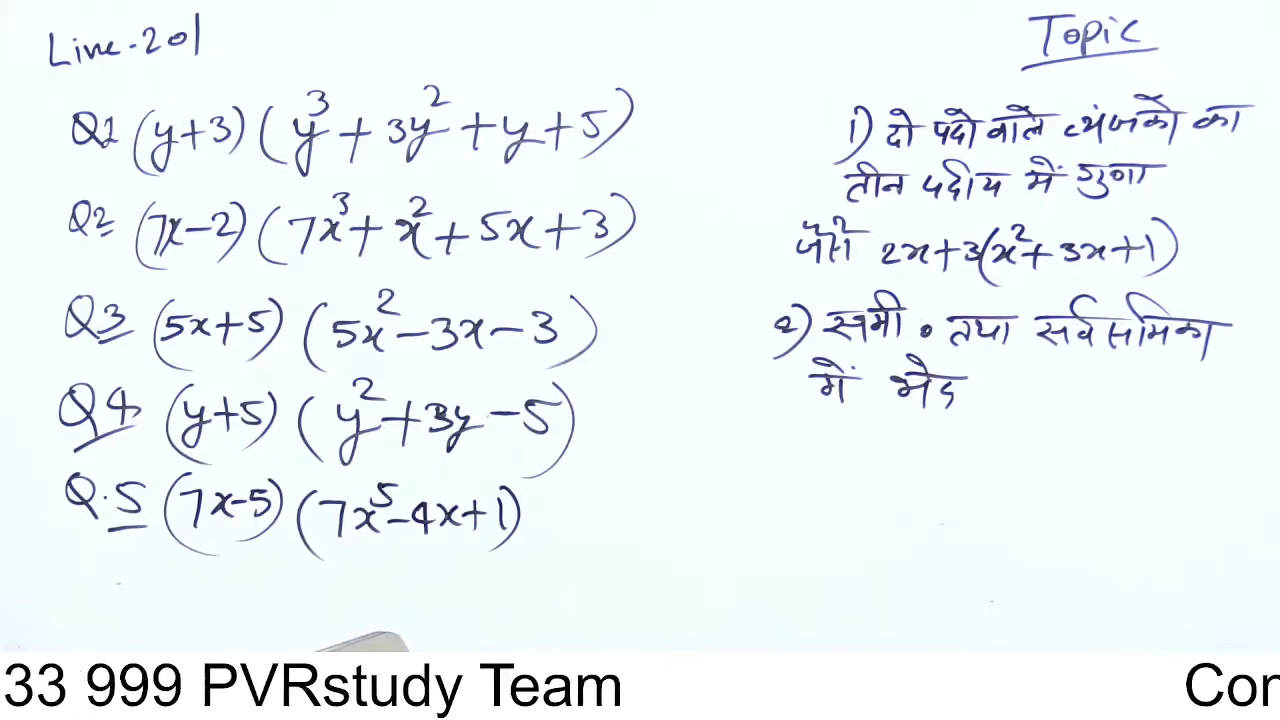 Line-201
Q1 (y+3) (y³ + 3y² + y + 5)
Q2 (7x-2) (7x³ + x² + 5x + 3)
Q3 (5x+5) (5x² - 3x - 3)
Q4 (y+5) (y² + 3y - 5)
Q.5 (7x-5) (7x⁵ - 4x + 1)
Topic
1) दो पदो वाले व्यंजको का
तीन पदीय में गुणा
2x+3(x²+3x+1)
2) समी० तथा सर्वसमिका
में भेद
33 999 PVRstudy Team
Con